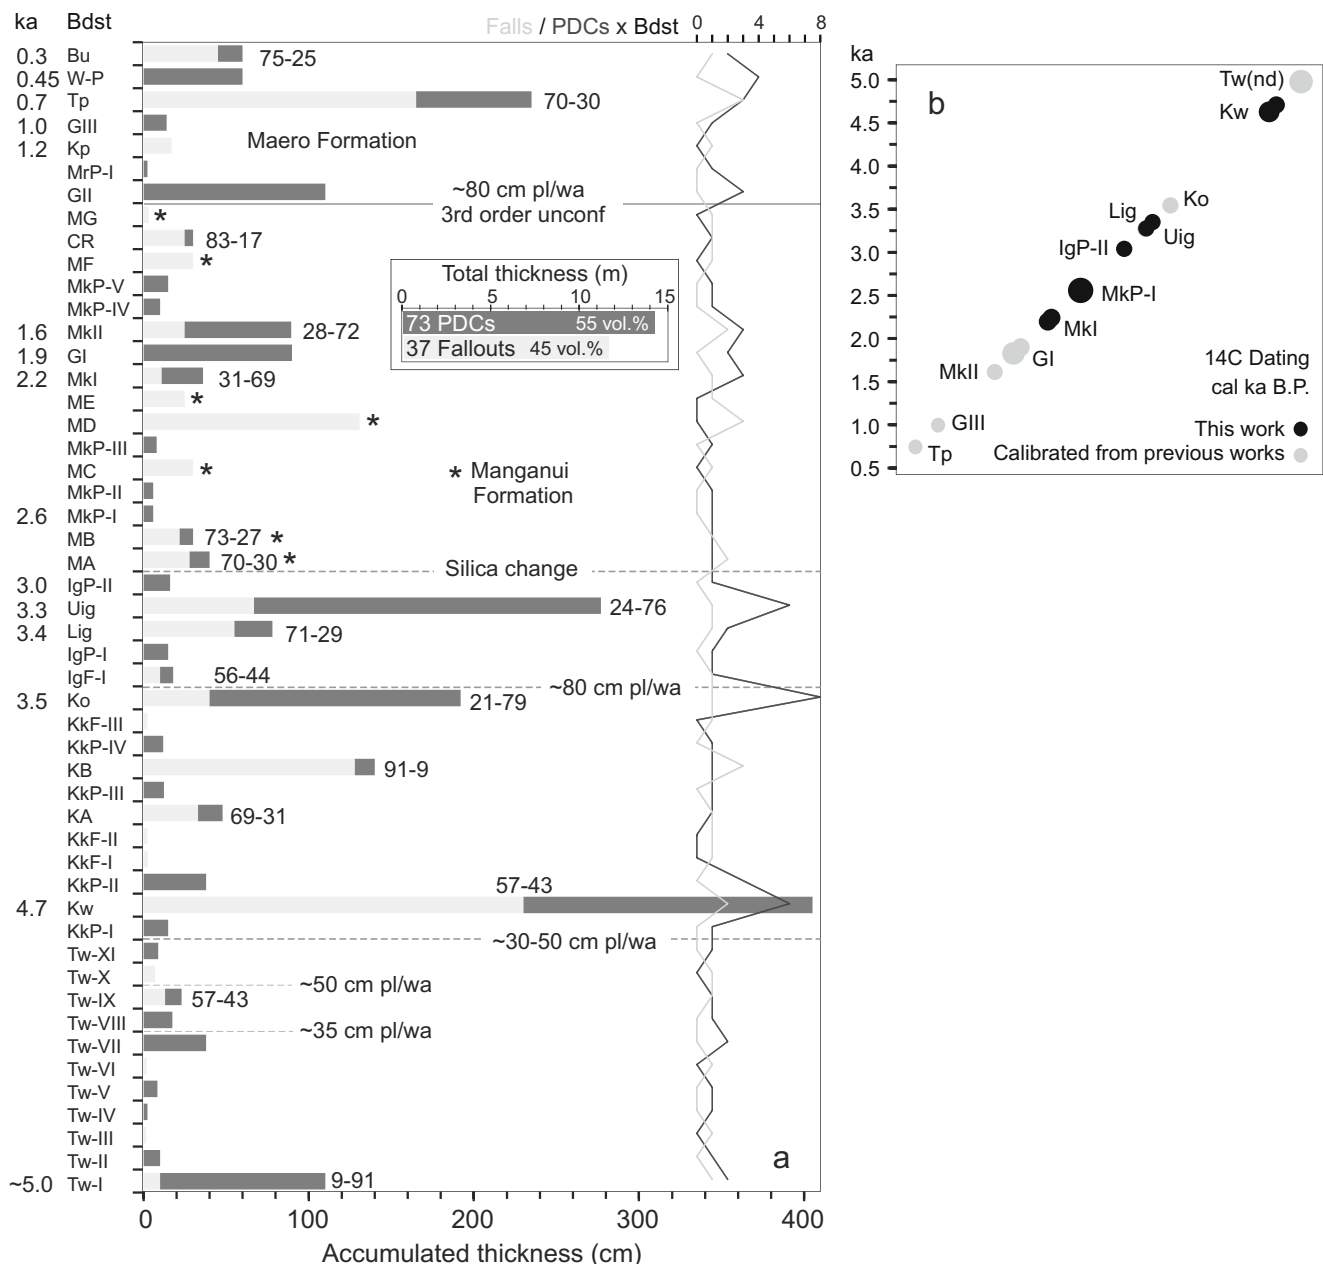 ka Bdst
Falls / PDCs x Bdst
0 4 8
0.3 Bu 75-25
0.45 W-P
0.7 Tp 70-30
1.0 GIII
Maero Formation
1.2 Kp
MrP-I
GII ~80 cm pl/wa
3rd order unconf
MG *
CR 83-17
MF *
MkP-V
MkP-IV
1.6 MkII 28-72
1.9 GI
2.2 MkI 31-69
ME *
MD *
MkP-III
MC *
* Manganui
Formation
MkP-II
2.6 MkP-I
MB 73-27 *
MA 70-30 *
Silica change
3.0 IgP-II
3.3 Uig 24-76
3.4 Lig 71-29
IgP-I
IgF-I 56-44
~80 cm pl/wa
3.5 Ko 21-79
KkF-III
KkP-IV
KB 91-9
KkP-III
KA 69-31
KkF-II
KkF-I
KkP-II
57-43
4.7 Kw
KkP-I
~30-50 cm pl/wa
Tw-XI
Tw-X
~50 cm pl/wa
Tw-IX 57-43
Tw-VIII
~35 cm pl/wa
Tw-VII
Tw-VI
Tw-V
Tw-IV
Tw-III
Tw-II
a
~5.0 Tw-I 9-91
0 100 200 300 400
Accumulated thickness (cm)
Total thickness (m)
0 5 10 15
73 PDCs 55 vol.%
37 Fallouts 45 vol.%
ka
b
5.0
4.5
4.0
3.5
3.0
2.5
2.0
1.5
1.0
0.5
Tw(nd)
Kw
Ko
Lig
Uig
IgP-II
MkP-I
MkI
GI
MkII
GIII
Tp
14C Dating
cal ka B.P.
This work
Calibrated from previous works